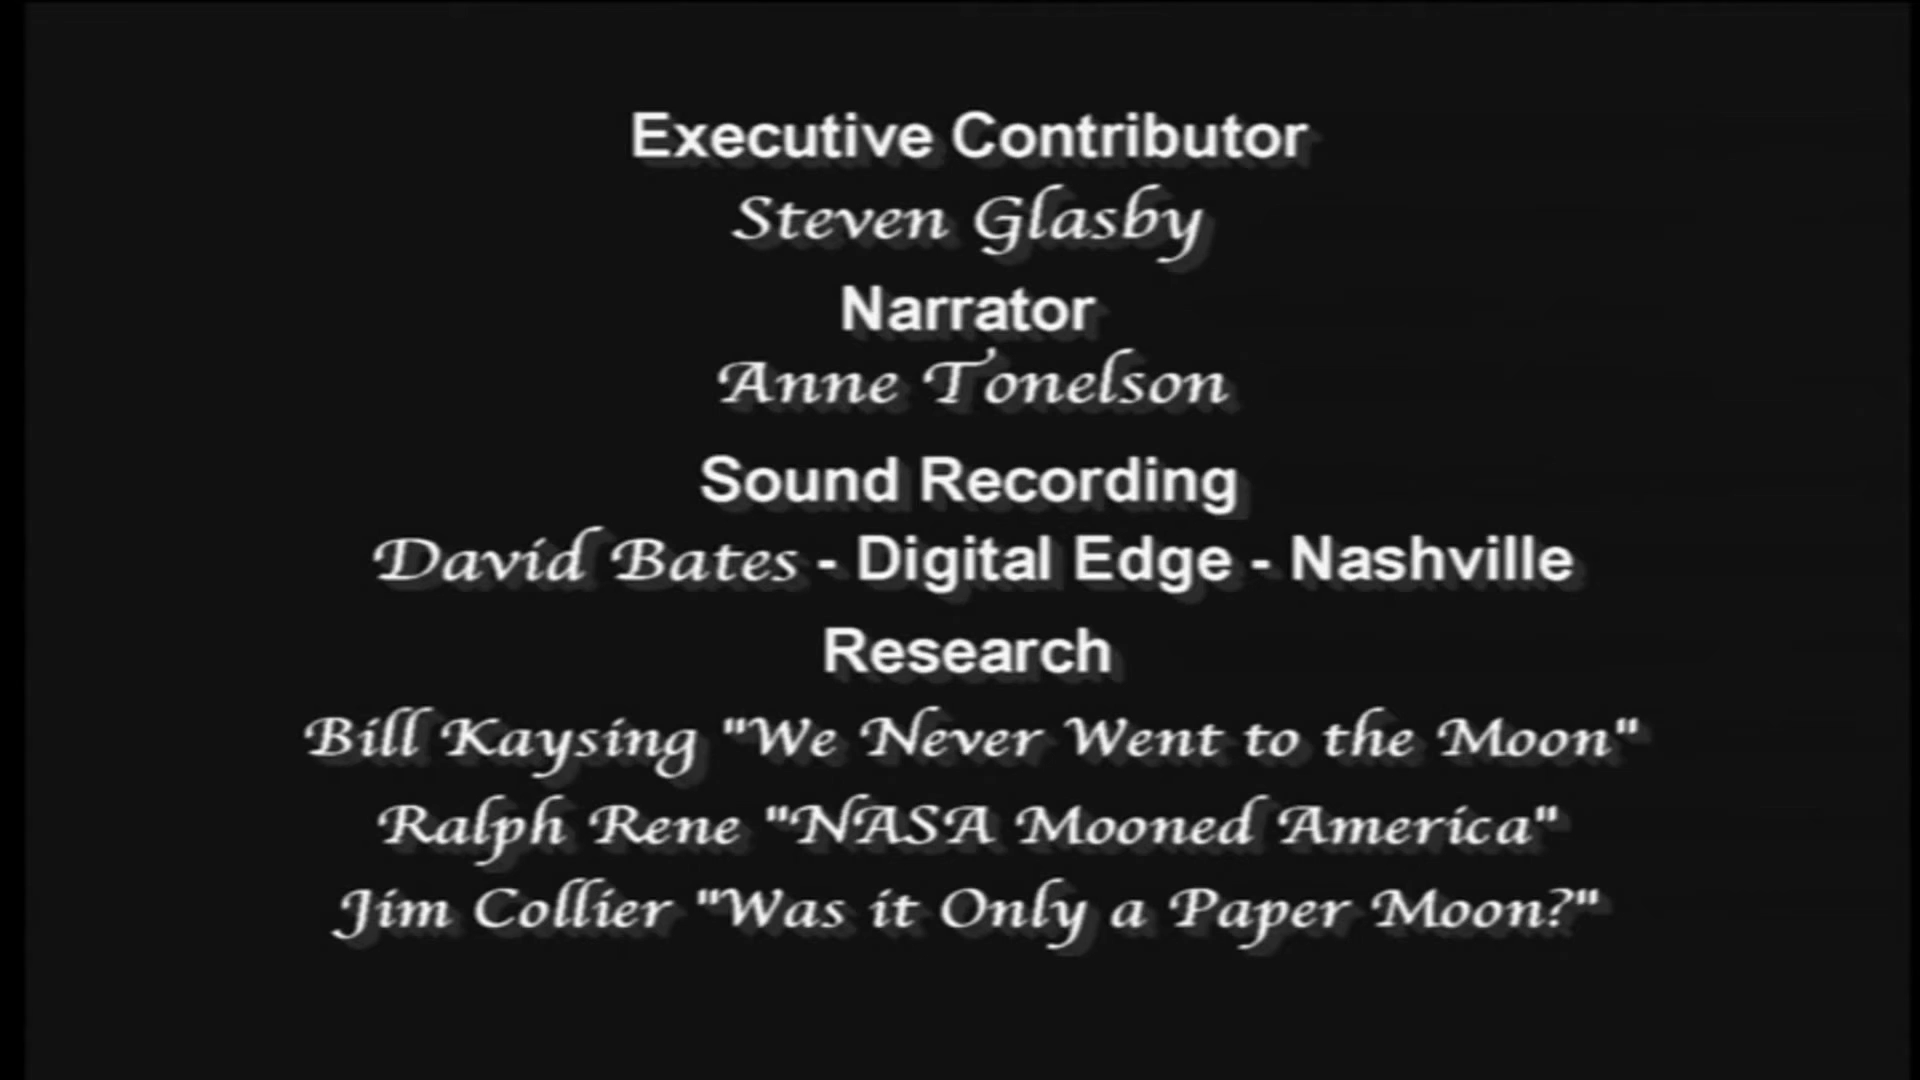 Executive Contributor
Steven Glasby
Narrator
Anne Tonelson
Sound Recording
David Bates - Digital Edge - Nashville
Research
Bill Kaysing "We Never Went to the Moon"
Ralph Rene "NASA Mooned America"
Jim Collier "Was it Only a Paper Moon?"